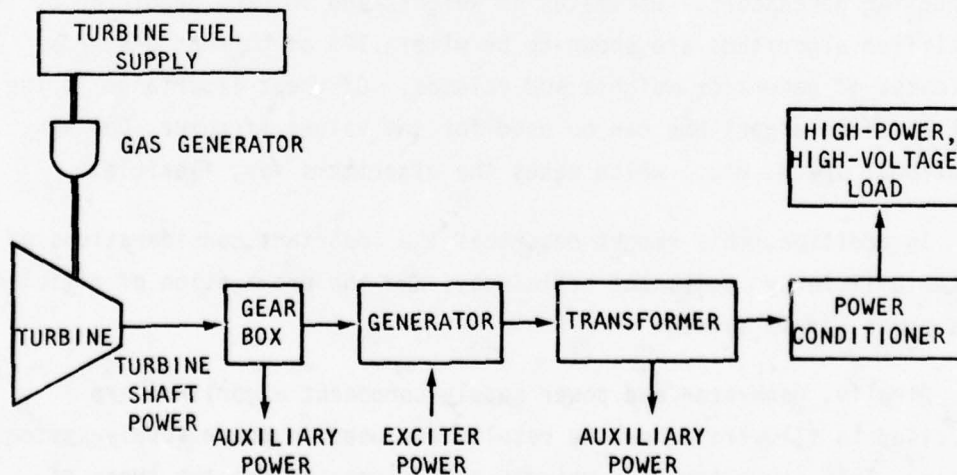 TURBINE FUEL
SUPPLY
GAS GENERATOR
HIGH-POWER,
HIGH-VOLTAGE
LOAD
TURBINE
TURBINE
SHAFT
POWER
GEAR
BOX
GENERATOR
TRANSFORMER
POWER
CONDITIONER
AUXILIARY
POWER
EXCITER
POWER
AUXILIARY
POWER